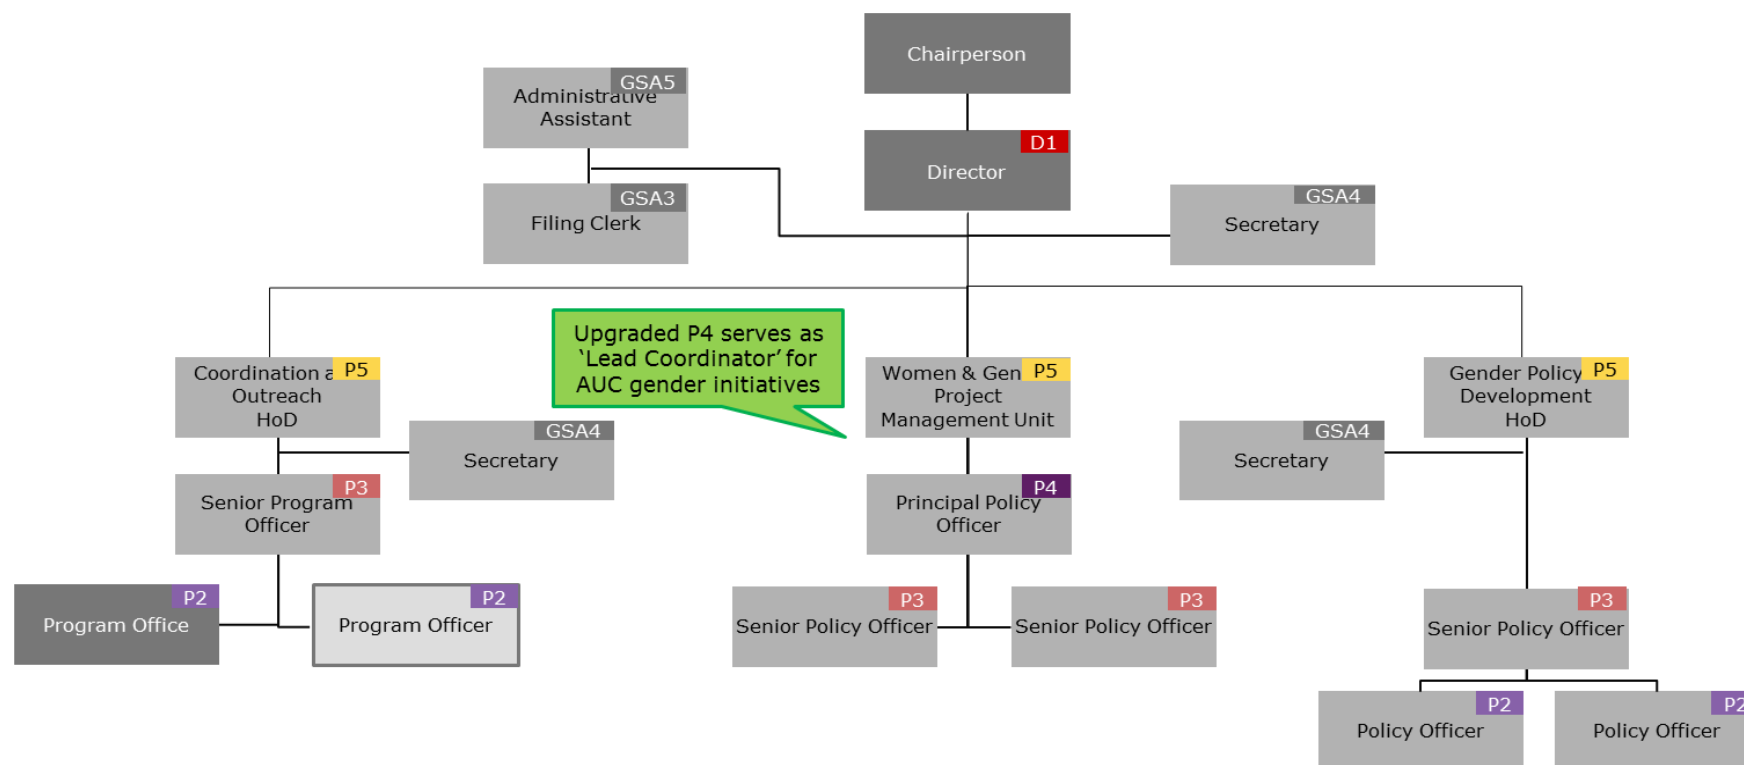 Chairperson
GSA5
Administrative
Assistant
D1
Director
GSA3
Filing Clerk
GSA4
Secretary
Upgraded P4 serves as
‘Lead Coordinator’ for
AUC gender initiatives
P5
Coordination
Outreach
HoD
P5
Women &
Project
Management Unit
P5
Gender Policy
Development
HoD
GSA4
Secretary
GSA4
Secretary
P3
Senior Program
Officer
P4
Principal Policy
Officer
P2
Program Office
P2
Program Officer
P3
Senior Policy Officer
P3
Senior Policy Officer
P3
Senior Policy Officer
P2
Policy Officer
P2
Policy Officer